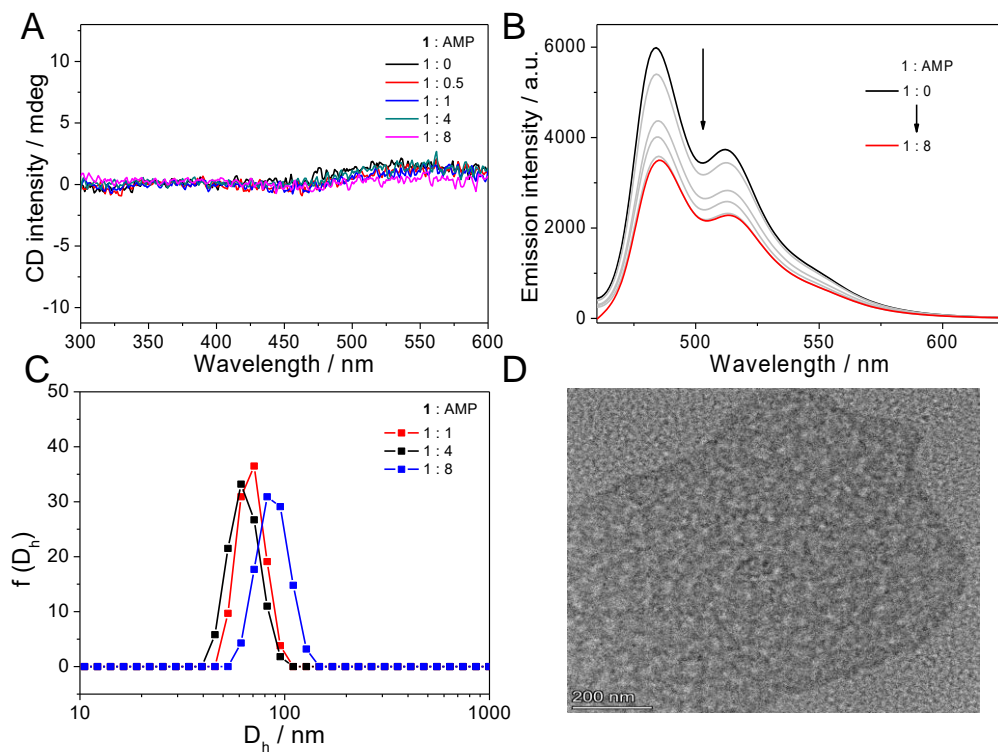 A
CD intensity / mdeg
10
5
0
-5
-10
300 350 400 450 500 550 600
Wavelength / nm
1 : AMP
1 : 0
1 : 0.5
1 : 1
1 : 4
1 : 8
B
Emission intensity / a.u.
6000
4000
2000
0
500 550 600
Wavelength / nm
1 : AMP
1 : 0
1 : 8
C
f (Dh)
50
40
30
20
10
0
10 100 1000
Dh / nm
1 : AMP
1 : 1
1 : 4
1 : 8
D
200 nm